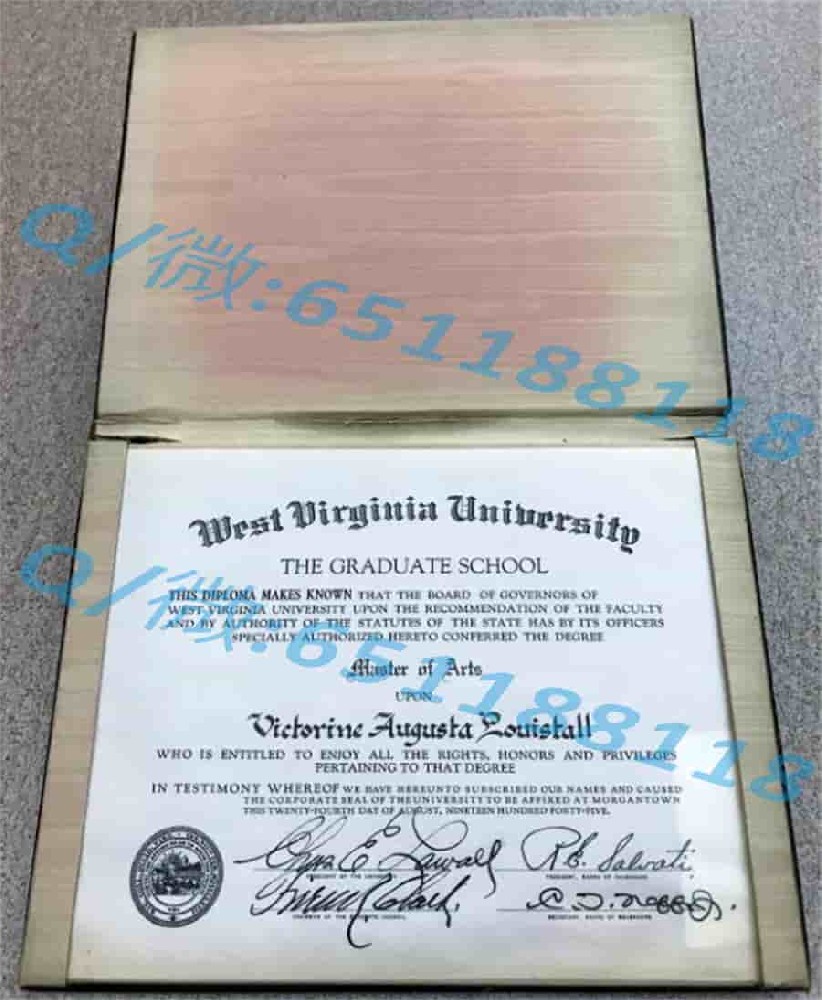 Q/微:6511188118
West Virginia University
THE GRADUATE SCHOOL
THIS DIPLOMA MAKES KNOWN THAT THE BOARD OF GOVERNORS OF
WEST VIRGINIA UNIVERSITY UPON THE RECOMMENDATION OF THE FACULTY
AND BY AUTHORITY OF THE STATUTES OF THE STATE HAS BY ITS OFFICERS
SPECIALLY AUTHORIZED HERETO CONFERRED THE DEGREE
Q/微:6511188118
Master of Arts
UPON
Victorine Augusta Louistall
WHO IS ENTITLED TO ENJOY ALL THE RIGHTS, HONORS AND PRIVILEGES
PERTAINING TO THAT DEGREE
IN TESTIMONY WHEREOF WE HAVE HEREUNTO SUBSCRIBED OUR NAMES AND CAUSED
THE CORPORATE SEAL OF THE UNIVERSITY TO BE AFFIXED AT MORGANTOWN
THIS TWENTY-FOURTH DAY OF AUGUST, NINETEEN HUNDRED FORTY-FIVE.
Chas E Lawall
R.E. Salvati